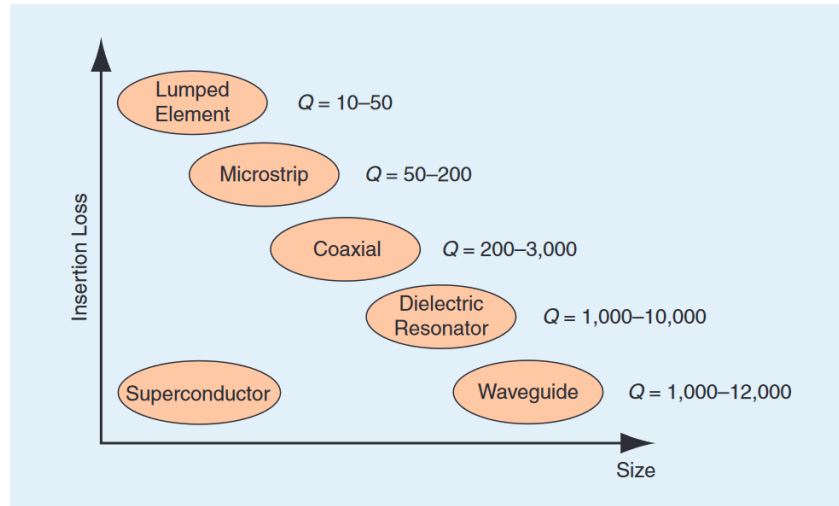 Lumped
Element
Q = 10–50
Microstrip
Q = 50–200
Insertion Loss
Coaxial
Q = 200–3,000
Dielectric
Resonator
Q = 1,000–10,000
Superconductor
Waveguide
Q = 1,000–12,000
Size